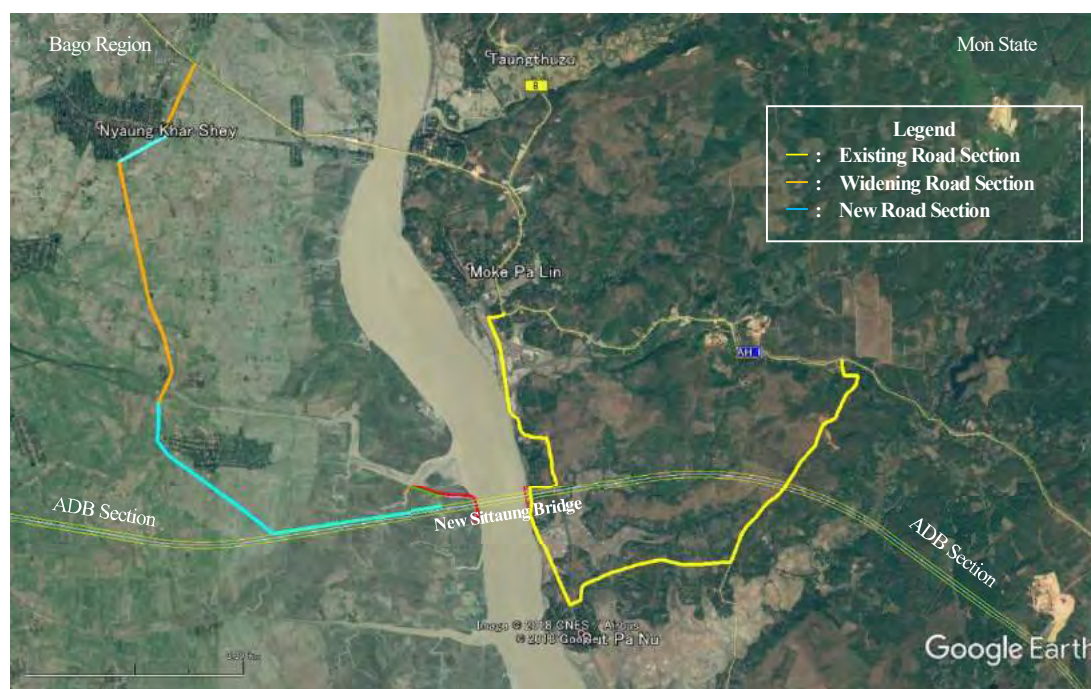 Bago Region
Mon State
Taungthuzu
8
Nyaung Khar Shey
Legend
: Existing Road Section
: Widening Road Section
: New Road Section
Moke Pa Lin
AH 1
ADB Section
New Sittaung Bridge
ADB Section
Image © 2018 CNES / Airbus
© 2018 Google
Pa Nu
km
Google Earth